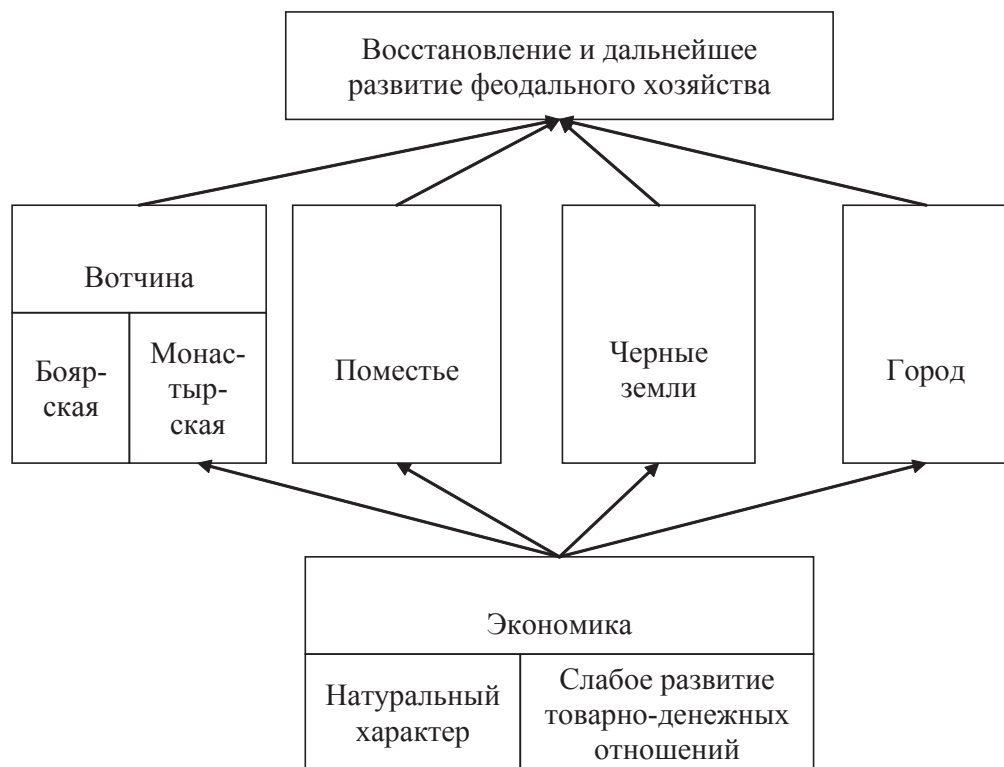 Восстановление и дальнейшее
развитие феодального хозяйства
Вотчина
Бояр-
ская
Монас-
тыр-
ская
Поместье
Черные
земли
Город
Экономика
Натуральный
характер
Слабое развитие
товарно-денежных
отношений